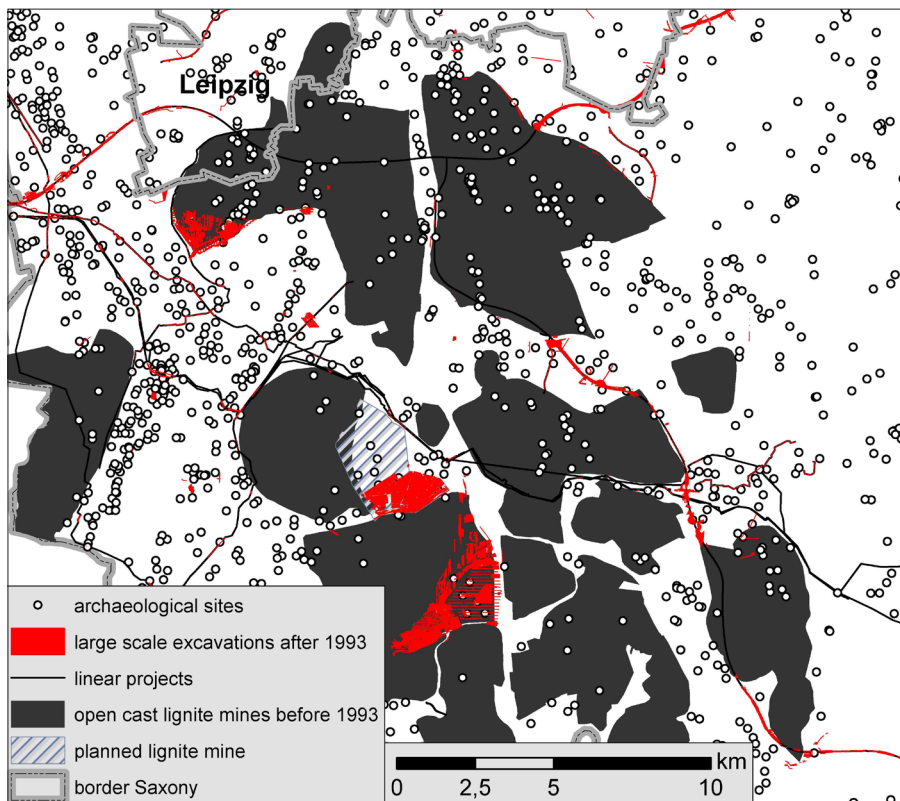 Leipzig
archaeological sites
large scale excavations after 1993
linear projects
open cast lignite mines before 1993
planned lignite mine
border Saxony
km
0 2,5 5 10